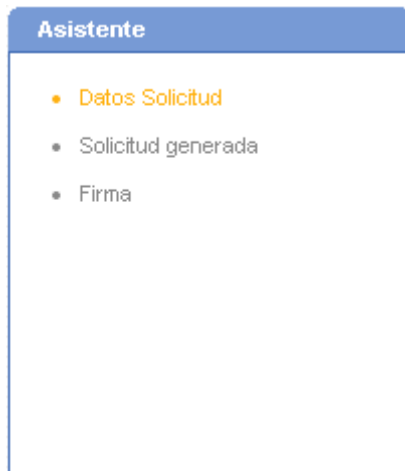 Asistente
Datos Solicitud
Solicitud generada
Firma